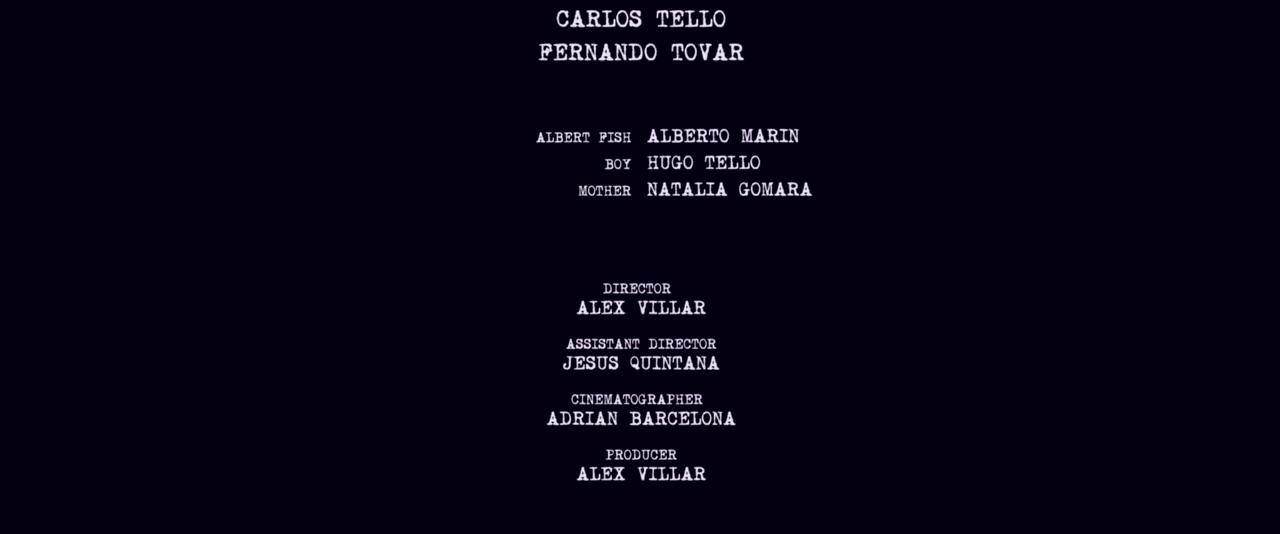 CARLOS TELLO
FERNANDO TOVAR
ALBERT FISH ALBERTO MARIN
BOY HUGO TELLO
MOTHER NATALIA GOMARA
DIRECTOR
ALEX VILLAR
ASSISTANT DIRECTOR
JESUS QUINTANA
CINEMATOGRAPHER
ADRIAN BARCELONA
PRODUCER
ALEX VILLAR